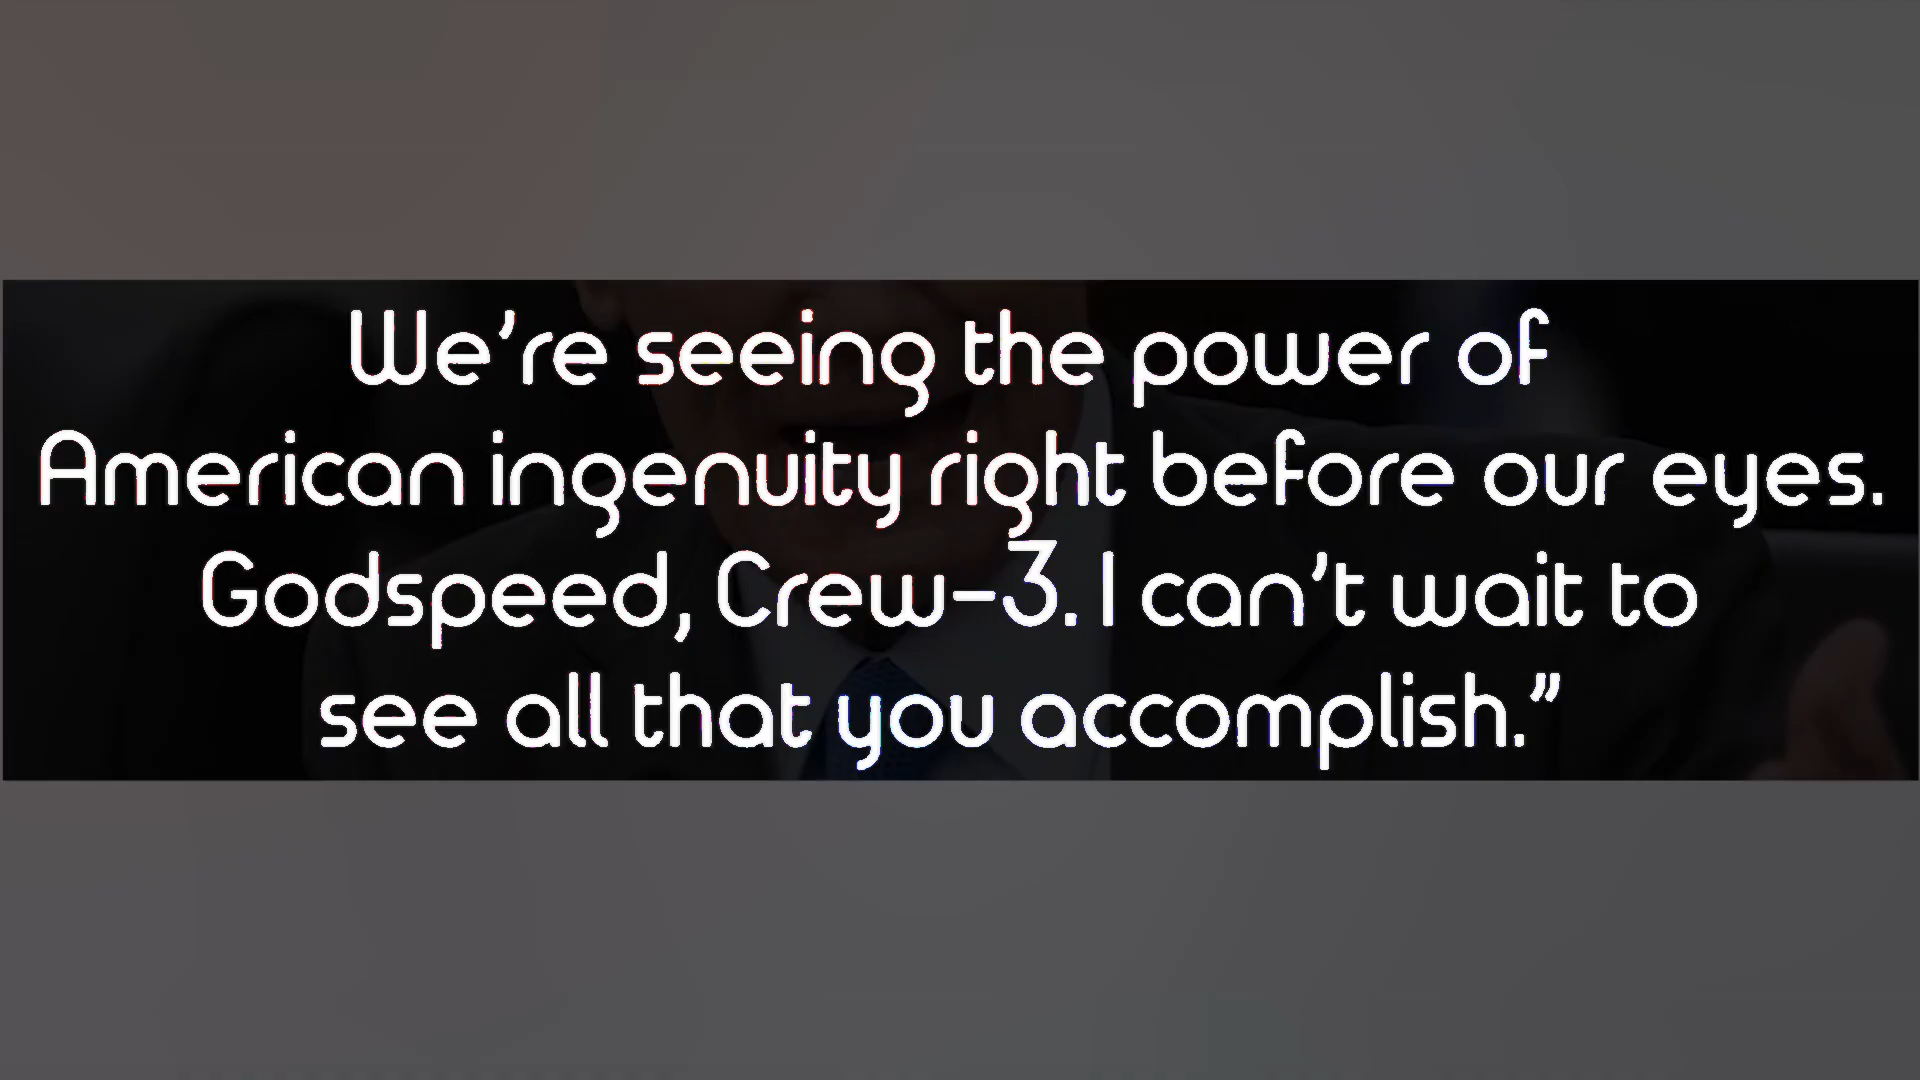 We’re seeing the power of
American ingenuity right before our eyes.
Godspeed, Crew-3. I can’t wait to
see all that you accomplish.”